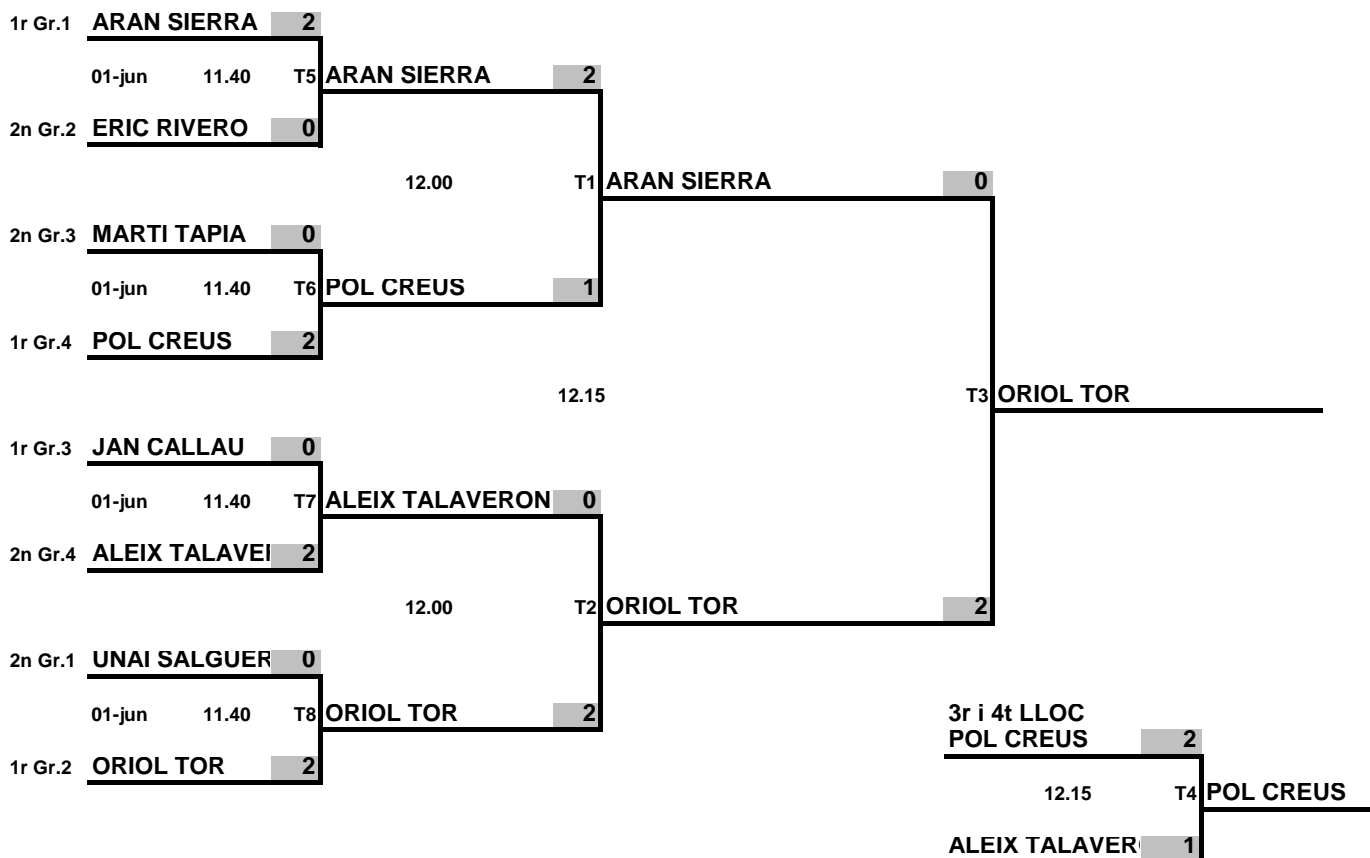 1r Gr.1 ARAN SIERRA 2
01-jun 11.40 T5 ARAN SIERRA 2
2n Gr.2 ERIC RIVERO 0
12.00 T1 ARAN SIERRA 0
2n Gr.3 MARTI TAPIA 0
01-jun 11.40 T6 POL CREUS 1
1r Gr.4 POL CREUS 2
12.15 T3 ORIOL TOR
1r Gr.3 JAN CALLAU 0
01-jun 11.40 T7 ALEIX TALAVERON 0
2n Gr.4 ALEIX TALAVE 2
12.00 T2 ORIOL TOR 2
2n Gr.1 UNAI SALGUER 0
01-jun 11.40 T8 ORIOL TOR 2
1r Gr.2 ORIOL TOR 2
3r i 4t LLOC
POL CREUS 2
12.15 T4 POL CREUS
ALEIX TALAVER 1